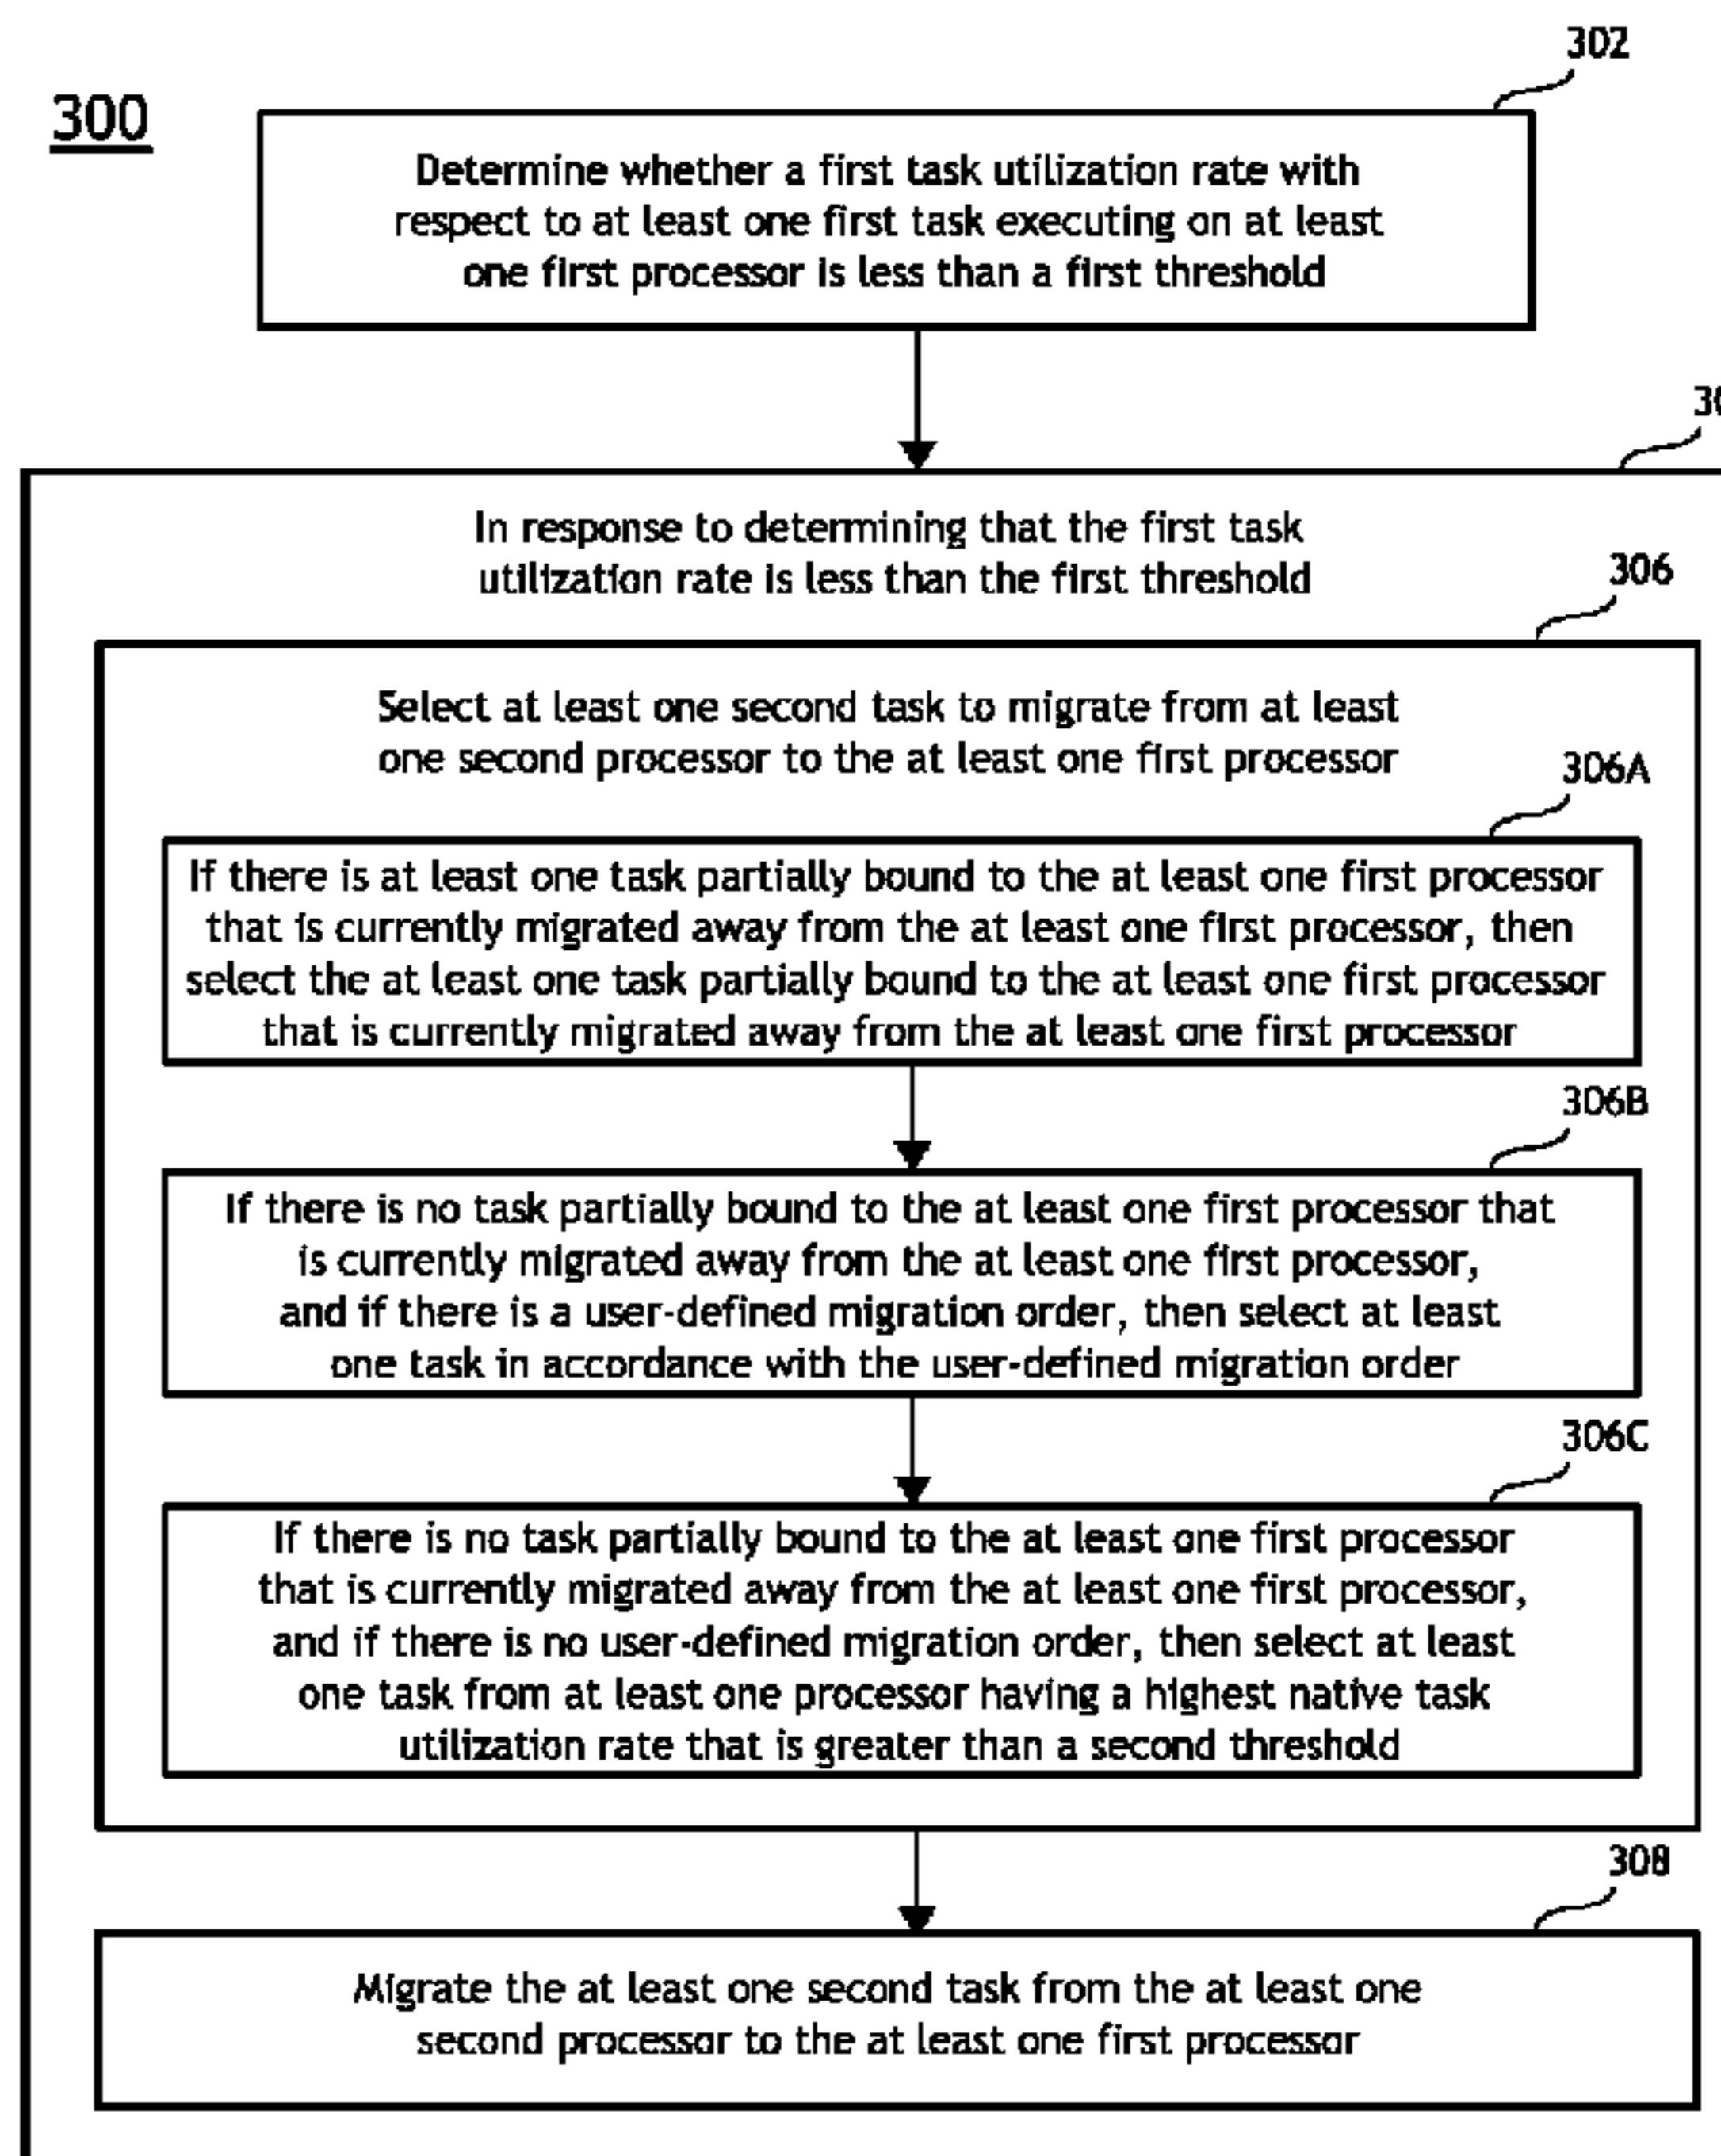 302
300
Determine whether a first task utilization rate with
respect to at least one first task executing on at least
one first processor is less than a first threshold
30
In response to determining that the first task
utilization rate is less than the first threshold
306
Select at least one second task to migrate from at least
one second processor to the at least one first processor
306A
If there is at least one task partially bound to the at least one first processor
that is currently migrated away from the at least one first processor, then
select the at least one task partially bound to the at least one first processor
that is currently migrated away from the at least one first processor
306B
If there is no task partially bound to the at least one first processor that
is currently migrated away from the at least one first processor,
and if there is a user-defined migration order, then select at least
one task in accordance with the user-defined migration order
306C
If there is no task partially bound to the at least one first processor
that is currently migrated away from the at least one first processor,
and if there is no user-defined migration order, then select at least
one task from at least one processor having a highest native task
utilization rate that is greater than a second threshold
308
Migrate the at least one second task from the at least one
second processor to the at least one first processor